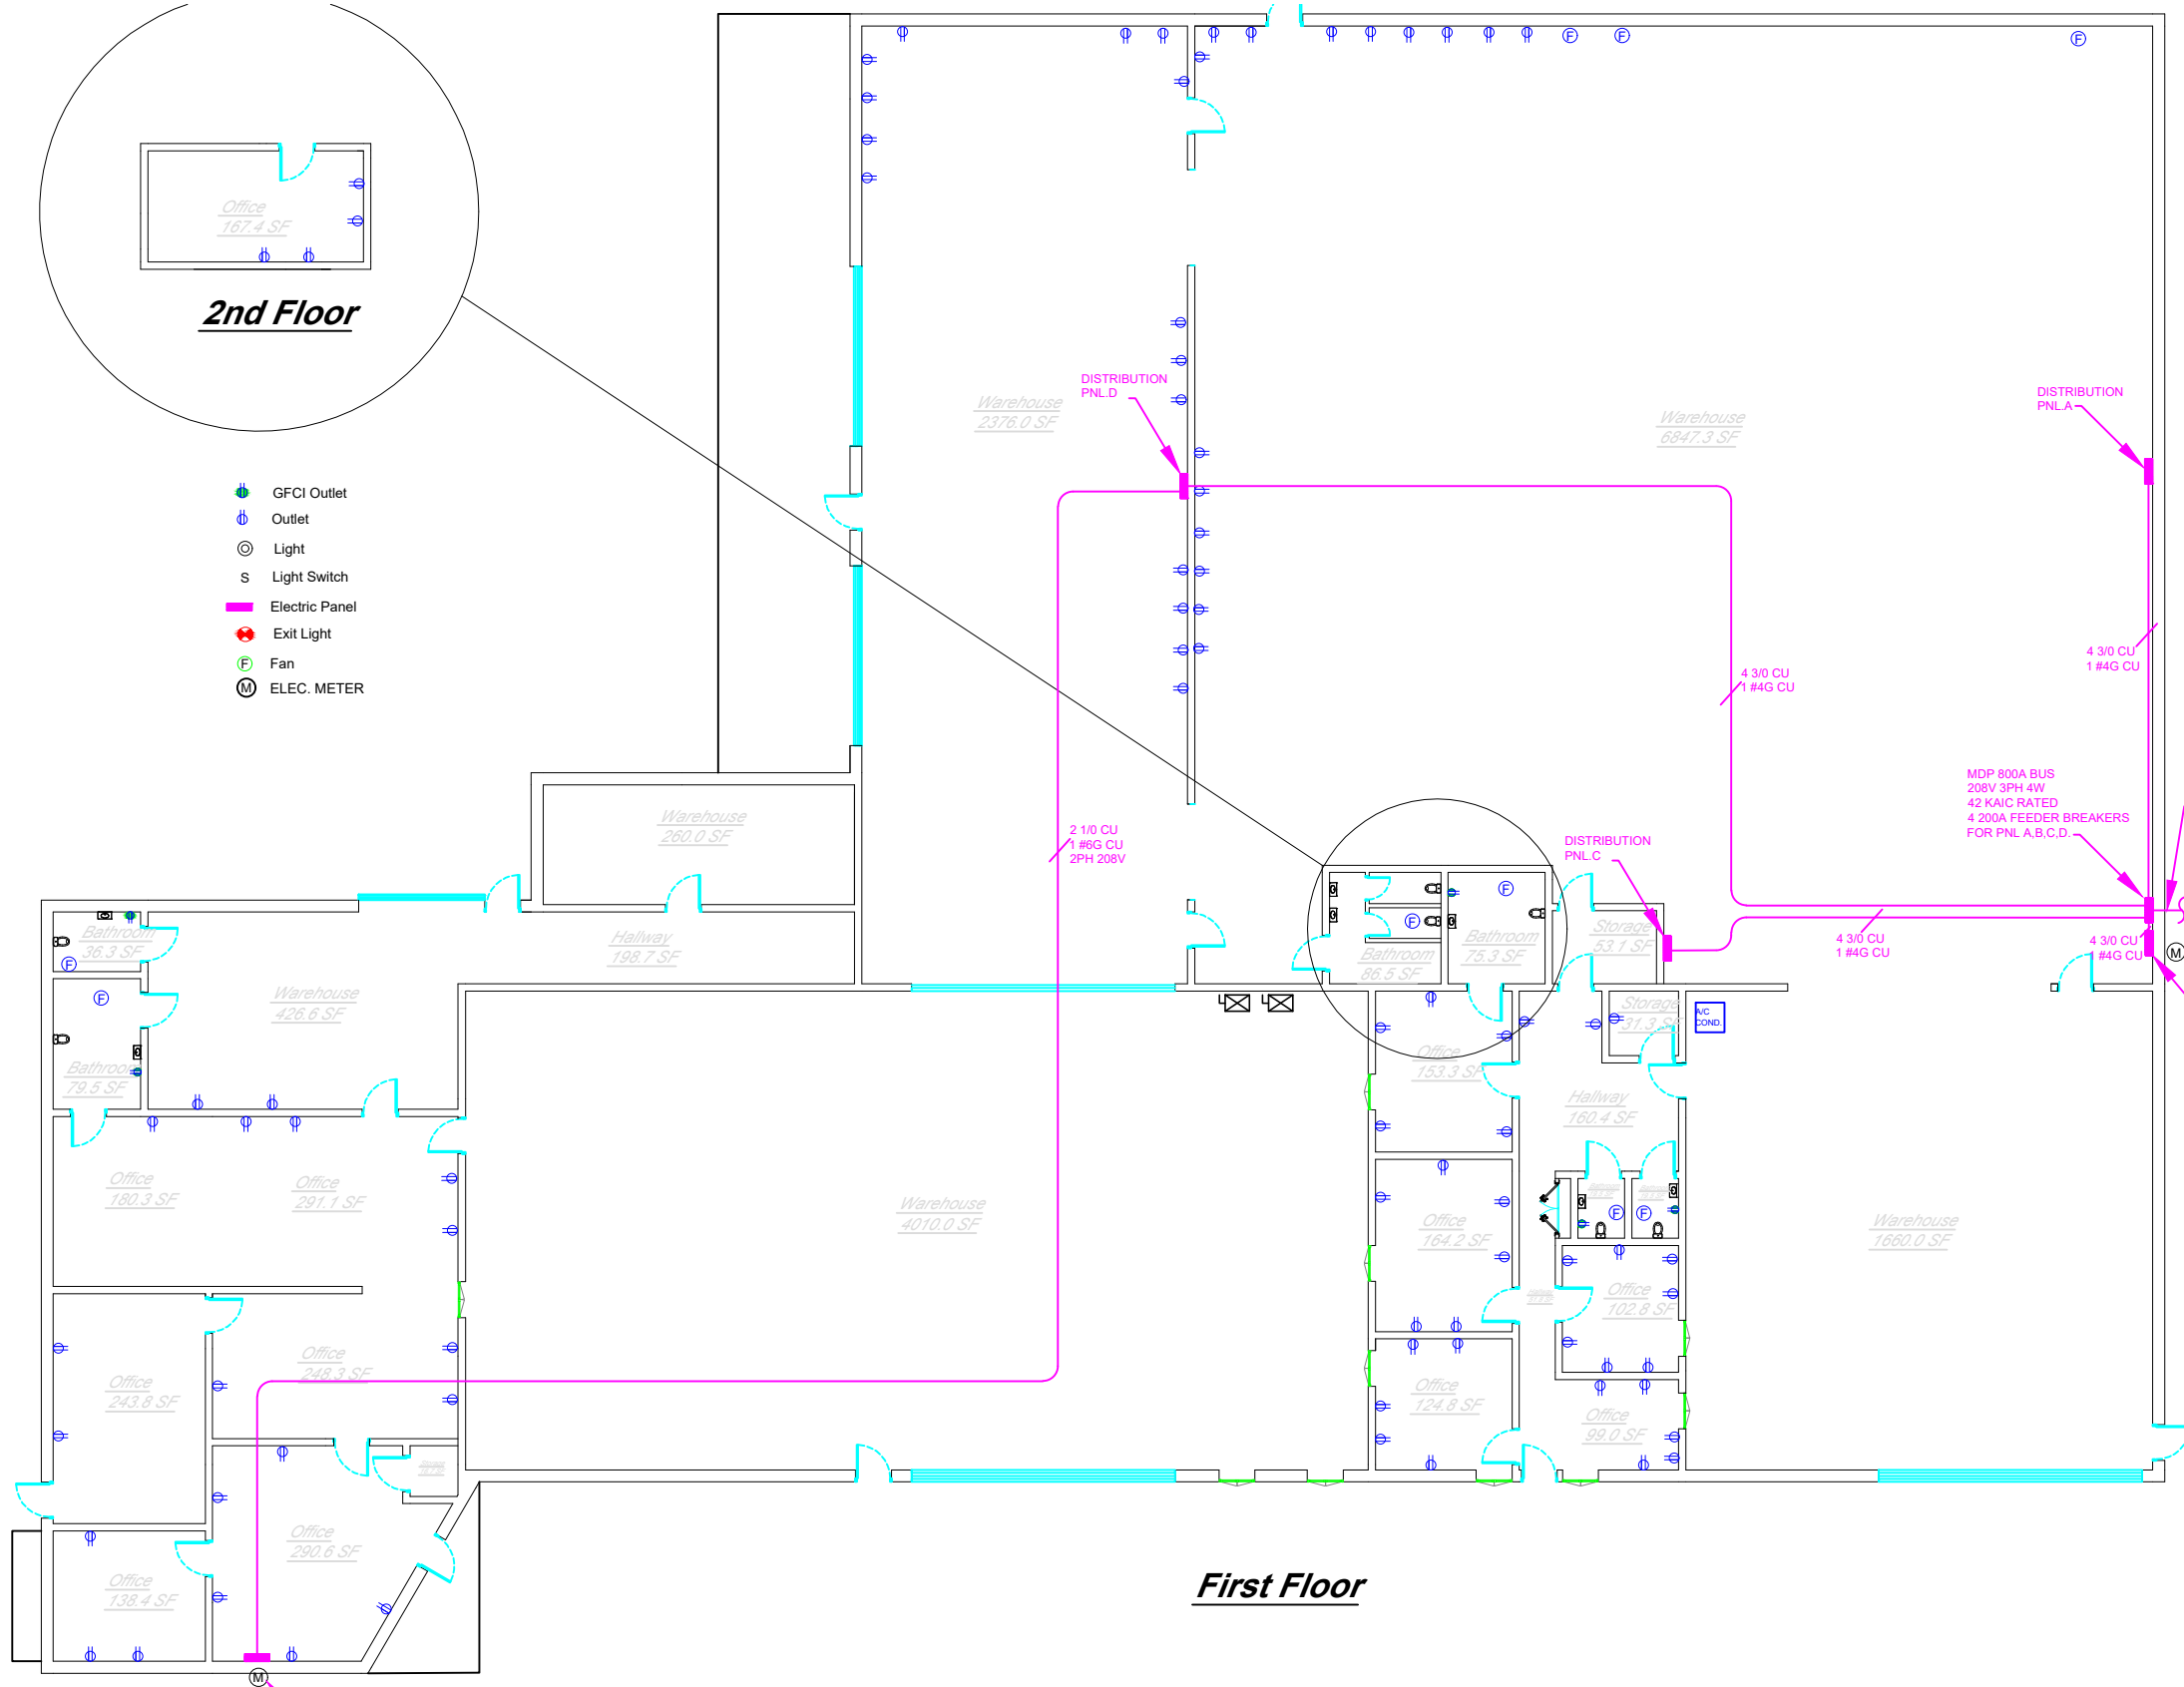 Office
167.4 SF
2nd Floor
GFCI Outlet
Outlet
Light
S Light Switch
Electric Panel
Exit Light
F Fan
M ELEC. METER
F
F
F
DISTRIBUTION
PNL.D
Warehouse
2376.0 SF
Warehouse
6847.3 SF
DISTRIBUTION
PNL.A
4 3/0 CU
1 #4G CU
4 3/0 CU
1 #4G CU
MDP 800A BUS
208V 3PH 4W
42 KAIC RATED
4 200A FEEDER BREAKERS
FOR PNL A,B,C,D.
2 1/0 CU
1 #6G CU
2PH 208V
DISTRIBUTION
PNL.C
Warehouse
260.0 SF
Bathroom
36.3 SF
F
Hallway
198.7 SF
F
Bathroom
86.5 SF
F
Bathroom
75.3 SF
Storage
53.1 SF
4 3/0 CU
1 #4G CU
4 3/0 CU
1 #4G CU
M
F
Bathroom
79.5 SF
Warehouse
426.6 SF
Office
153.3 SF
Storage
31.3 SF
A/C
COND.
Hallway
160.4 SF
Office
180.3 SF
Office
291.1 SF
Warehouse
4010.0 SF
Office
164.2 SF
F
F
Warehouse
1660.0 SF
Office
102.8 SF
Office
243.8 SF
Office
248.3 SF
Office
124.8 SF
Office
99.0 SF
Office
290.6 SF
Office
138.4 SF
M
First Floor